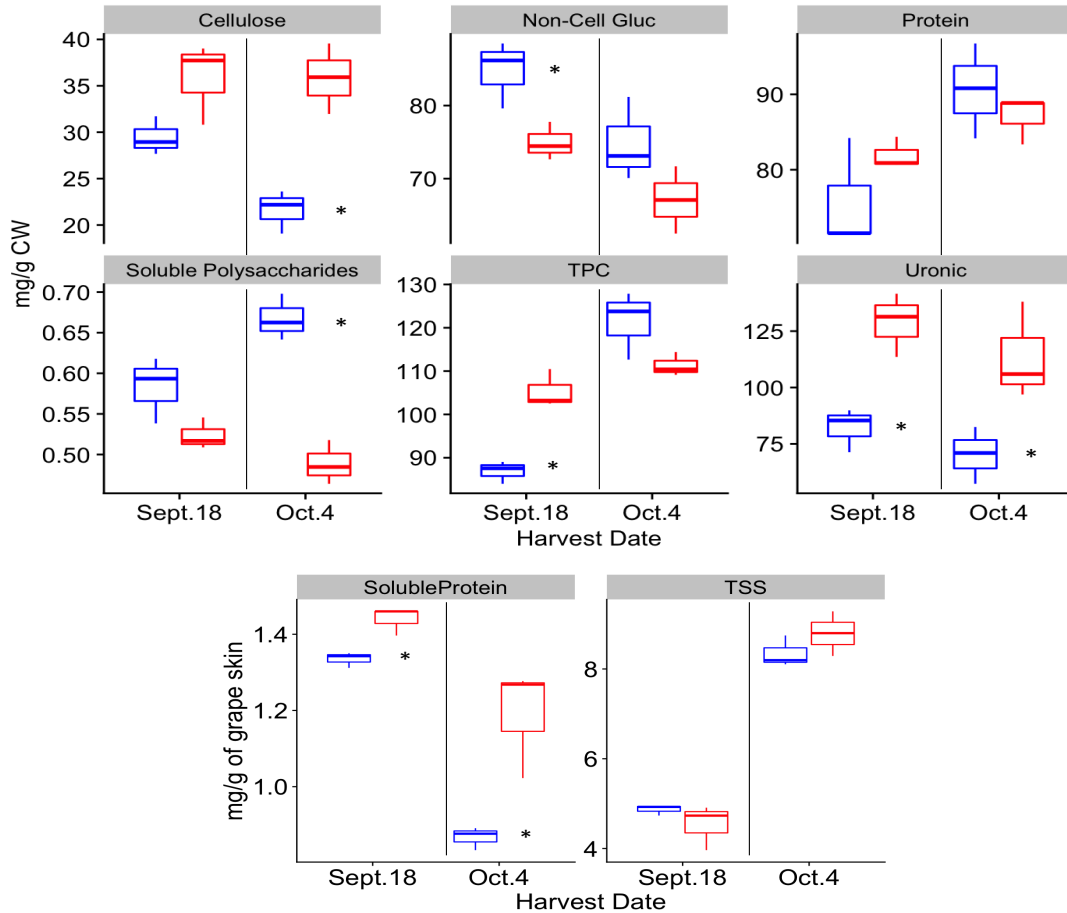 Cellulose Non-Cell Gluc Protein
40
35
30
25
20
80
70
90
80
mg/g CW
Soluble Polysaccharides TPC Uronic
0.70
0.65
0.60
0.55
0.50
130
120
110
100
90
125
100
75
* * * * * *
Sept.18 Oct.4 Sept.18 Oct.4 Sept.18 Oct.4
Harvest Date
SolubleProtein TSS
1.4
1.2
1.0
8
6
4
* *
mg/g of grape skin
Sept.18 Oct.4 Sept.18 Oct.4
Harvest Date